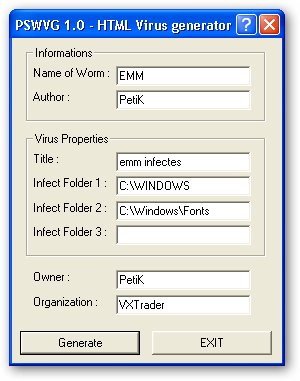 PSWVG 1.0 - HTML Virus generator ?
Informations
Name of Worm : EMM
Author : PetiK
Virus Properties
Title : emm infectes
Infect Folder 1 : C:\WINDOWS
Infect Folder 2 : C:\Windows\Fonts
Infect Folder 3 :
Owner : PetiK
Organization : VXTrader
Generate EXIT